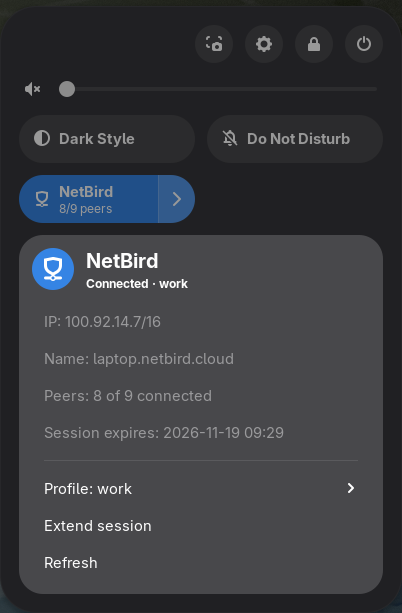 Dark Style
Do Not Disturb
NetBird
8/9 peers
NetBird
Connected · work
IP: 100.92.14.7/16
Name: laptop.netbird.cloud
Peers: 8 of 9 connected
Session expires: 2026-11-19 09:29
Profile: work
Extend session
Refresh